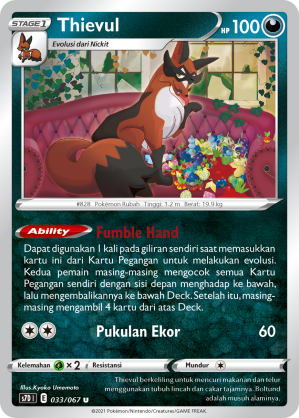 STAGE 1 Thievul HP 100
Evolusi dari Nickit
#828 Pokémon Rubah Tinggi: 1.2 m Berat: 19.9 kg
Ability Fumble Hand
Dapat digunakan 1 kali pada giliran sendiri saat memasukkan
kartu ini dari Kartu Pegangan untuk melakukan evolusi.
Kedua pemain masing-masing mengocok semua Kartu
Pegangan sendiri dengan sisi depan menghadap ke bawah,
lalu mengembalikannya ke bawah Deck. Setelah itu, masing-
masing mengambil 4 kartu dari atas Deck.
Pukulan Ekor 60
Kelemahan ×2 Resistansi Mundur
Illus. Kyoko Umemoto
s7D I E 033/067 U
Thievul berkeliling untuk mencuri makanan dan telur
menggunakan tubuh lincah dan cakar tajamnya. Boltund
adalah musuh alaminya.
©2021 Pokémon/Nintendo/Creatures/GAME FREAK